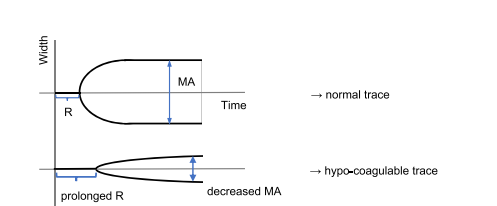 Width
MA
→ normal trace
Time
R
→ hypo-coagulable trace
prolonged R
decreased MA